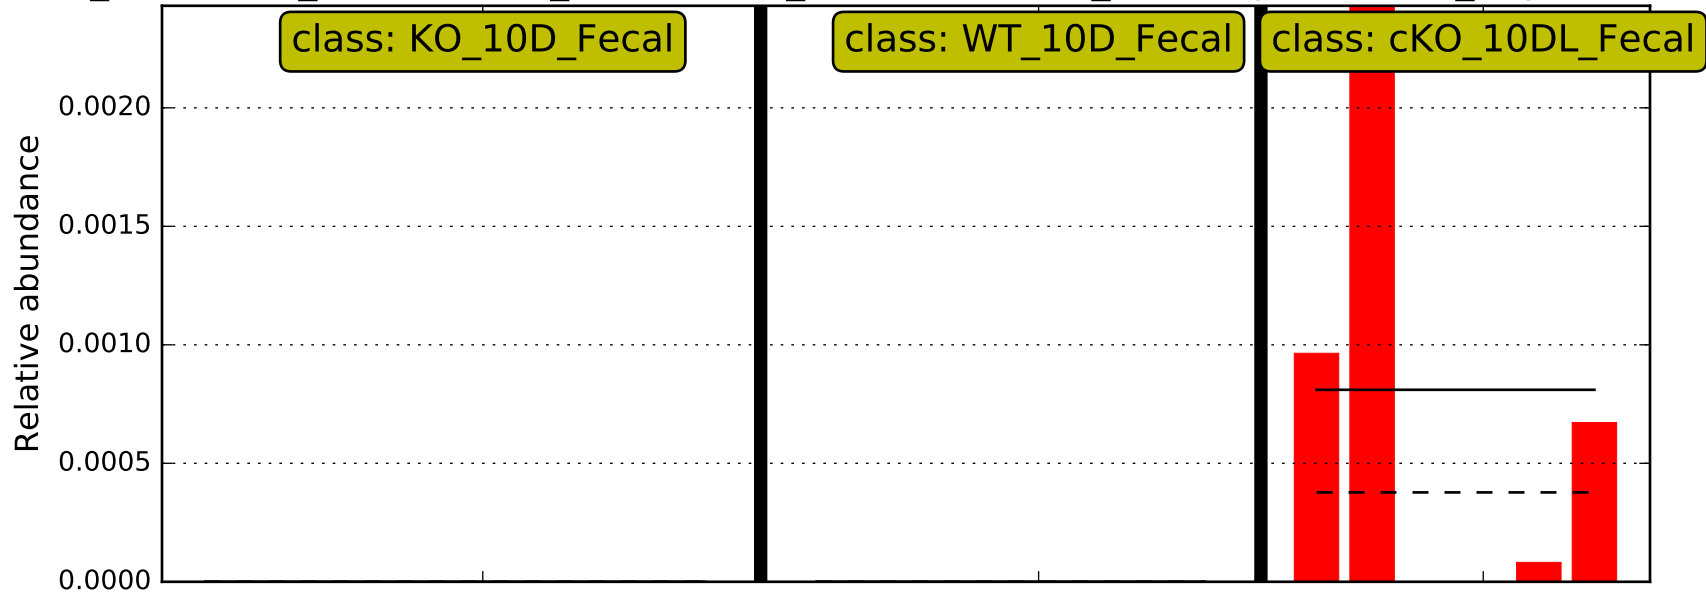 class: KO_10D_Fecal
class: WT_10D_Fecal
class: cKO_10DL_Fecal
Relative abundance
0.0020
0.0015
0.0010
0.0005
0.0000